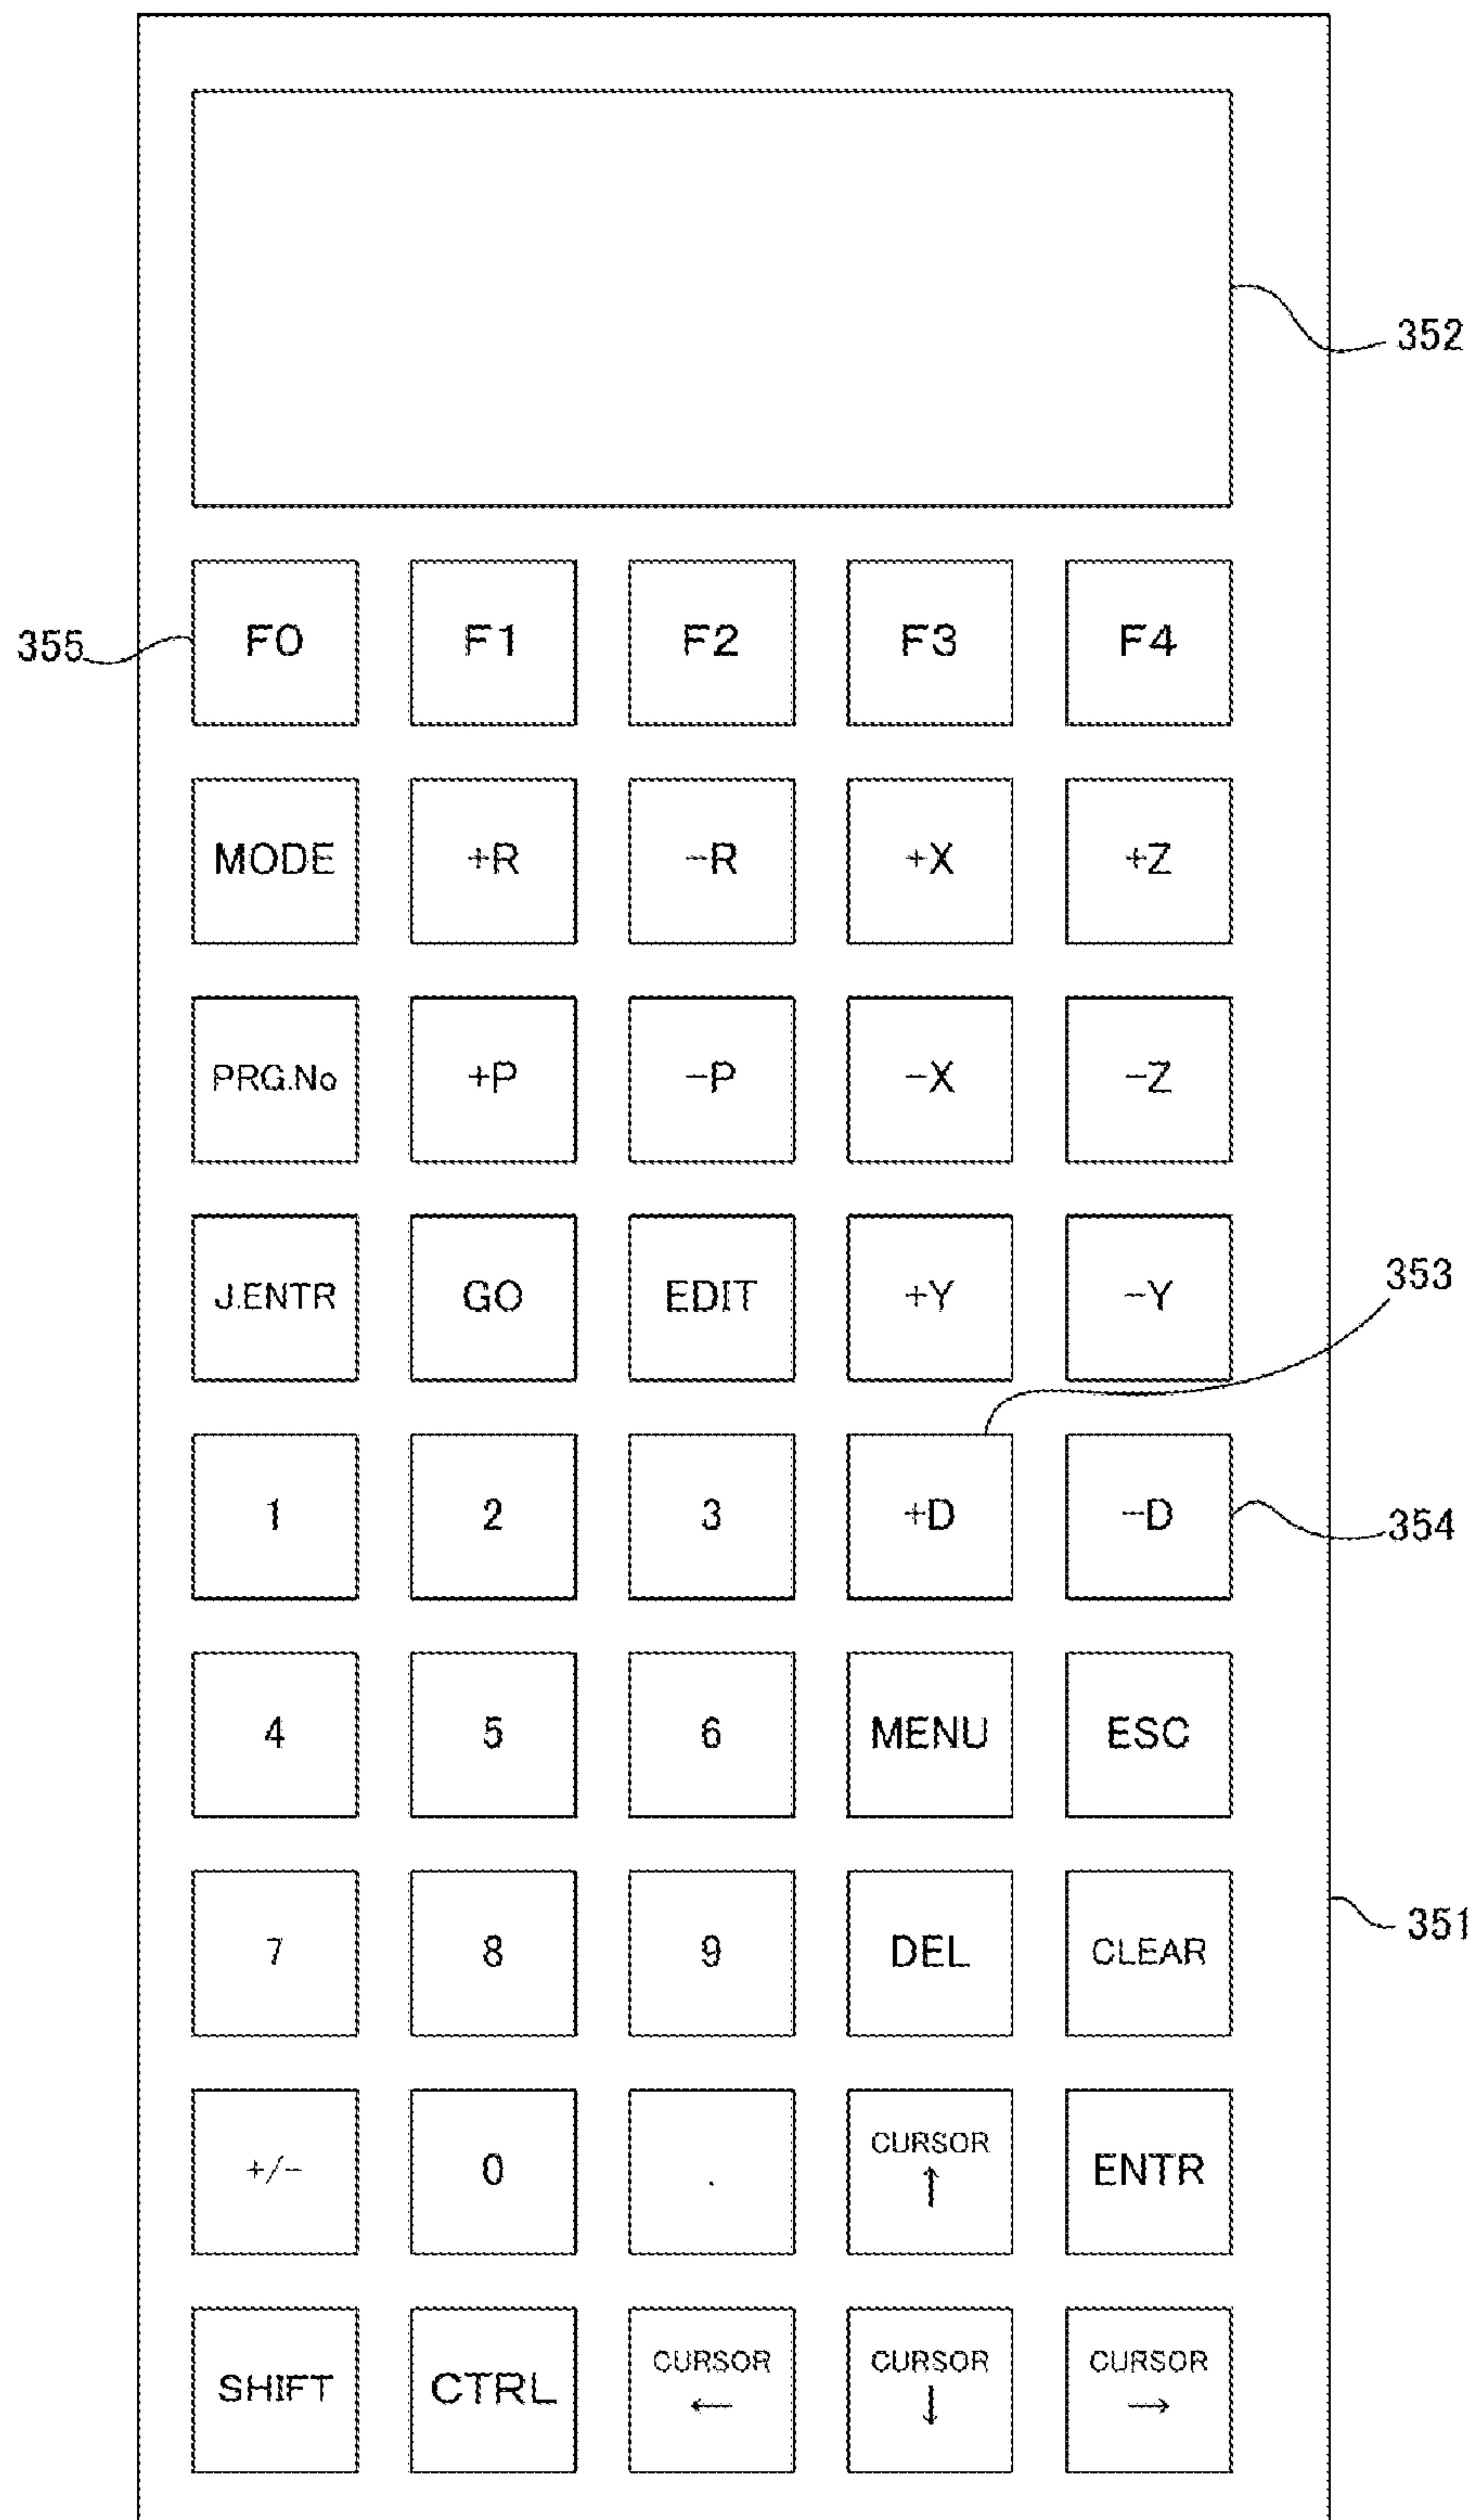 352
355 F0 F1 F2 F3 F4
MODE +R -R +X +Z
PRG.No +P -P -X -Z
J.ENTR GO EDIT +Y -Y
353
1 2 3 +D -D 354
4 5 6 MENU ESC
7 8 9 DEL CLEAR
351
+/- 0 . CURSOR ↑ ENTR
SHIFT CTRL CURSOR ← CURSOR ↓ CURSOR →